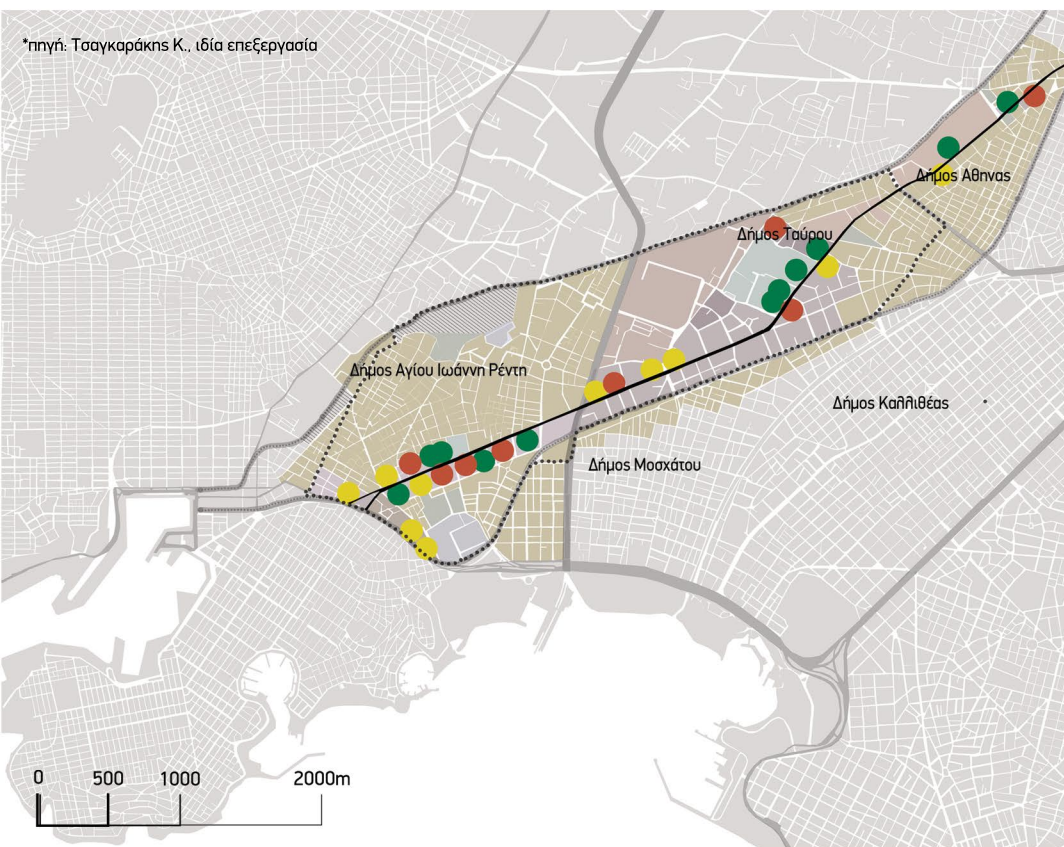 *πηγή: Τσαγκαράκης Κ., ιδία επεξεργασία
Δήμος Αθηνας
Δήμος Ταύρου
Δήμος Αγίου Ιωάννη Ρέντη
Δήμος Καλλιθέας
Δήμος Μοσχάτου
0 500 1000 2000m